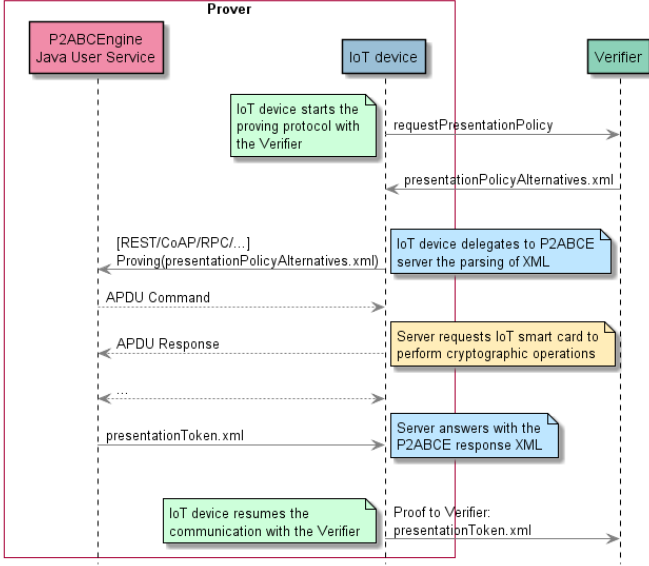 Prover
P2ABCEngine
Java User Service
IoT device
Verifier
IoT device starts the
proving protocol with
the Verifier
requestPresentationPolicy
presentationPolicyAlternatives.xml
[REST/CoAP/RPC/...]
Proving(presentationPolicyAlternatives.xml)
IoT device delegates to P2ABCE
server the parsing of XML
APDU Command
APDU Response
Server requests IoT smart card to
perform cryptographic operations
...
presentationToken.xml
Server answers with the
P2ABCE response XML
IoT device resumes the
communication with the Verifier
Proof to Verifier:
presentationToken.xml